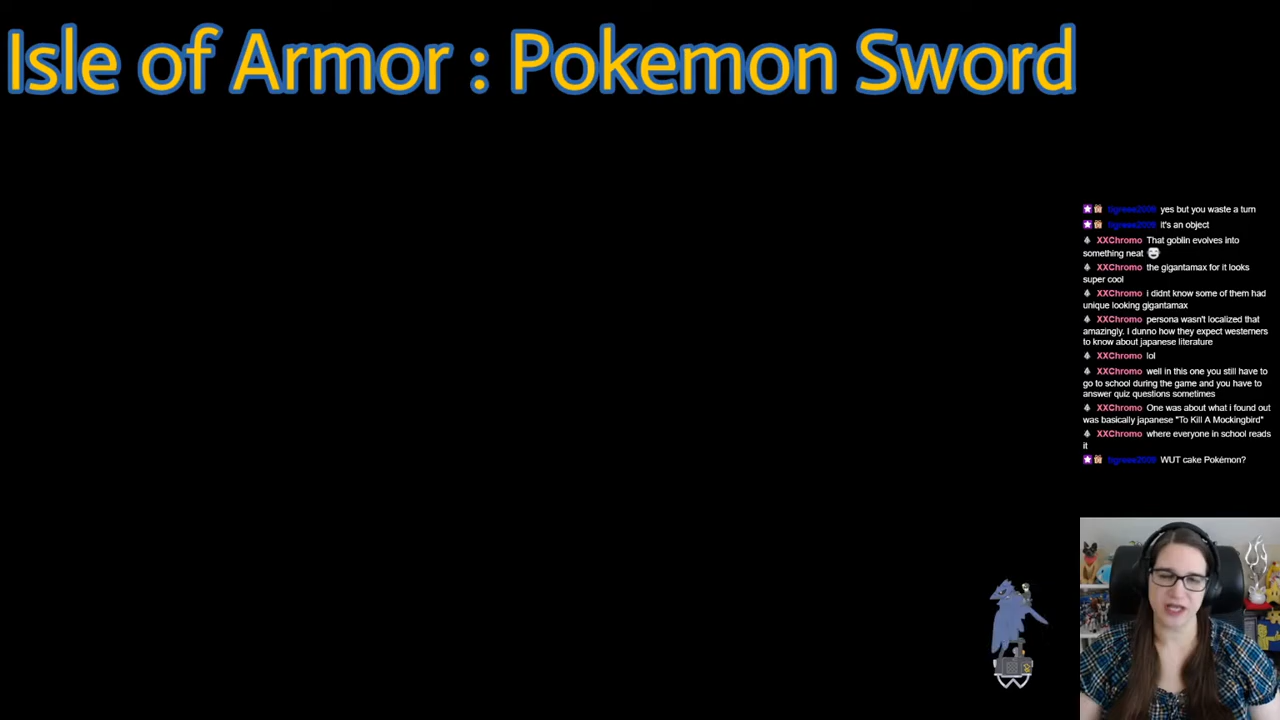 Isle of Armor : Pokemon Sword
yes but you waste a turn
it's an object
XXChromo That goblin evolves into
something neat
XXChromo the gigantamax for it looks
super cool
XXChromo i didnt know some of them had
unique looking gigantamax
XXChromo persona wasn't localized that
amazingly. I dunno how they expect westerners
to know about japanese literature
XXChromo lol
XXChromo well in this one you still have to
go to school during the game and you have to
answer quiz questions sometimes
XXChromo One was about what i found out
was basically japanese "To Kill A Mockingbird"
XXChromo where everyone in school reads
it
WUT cake Pokémon?